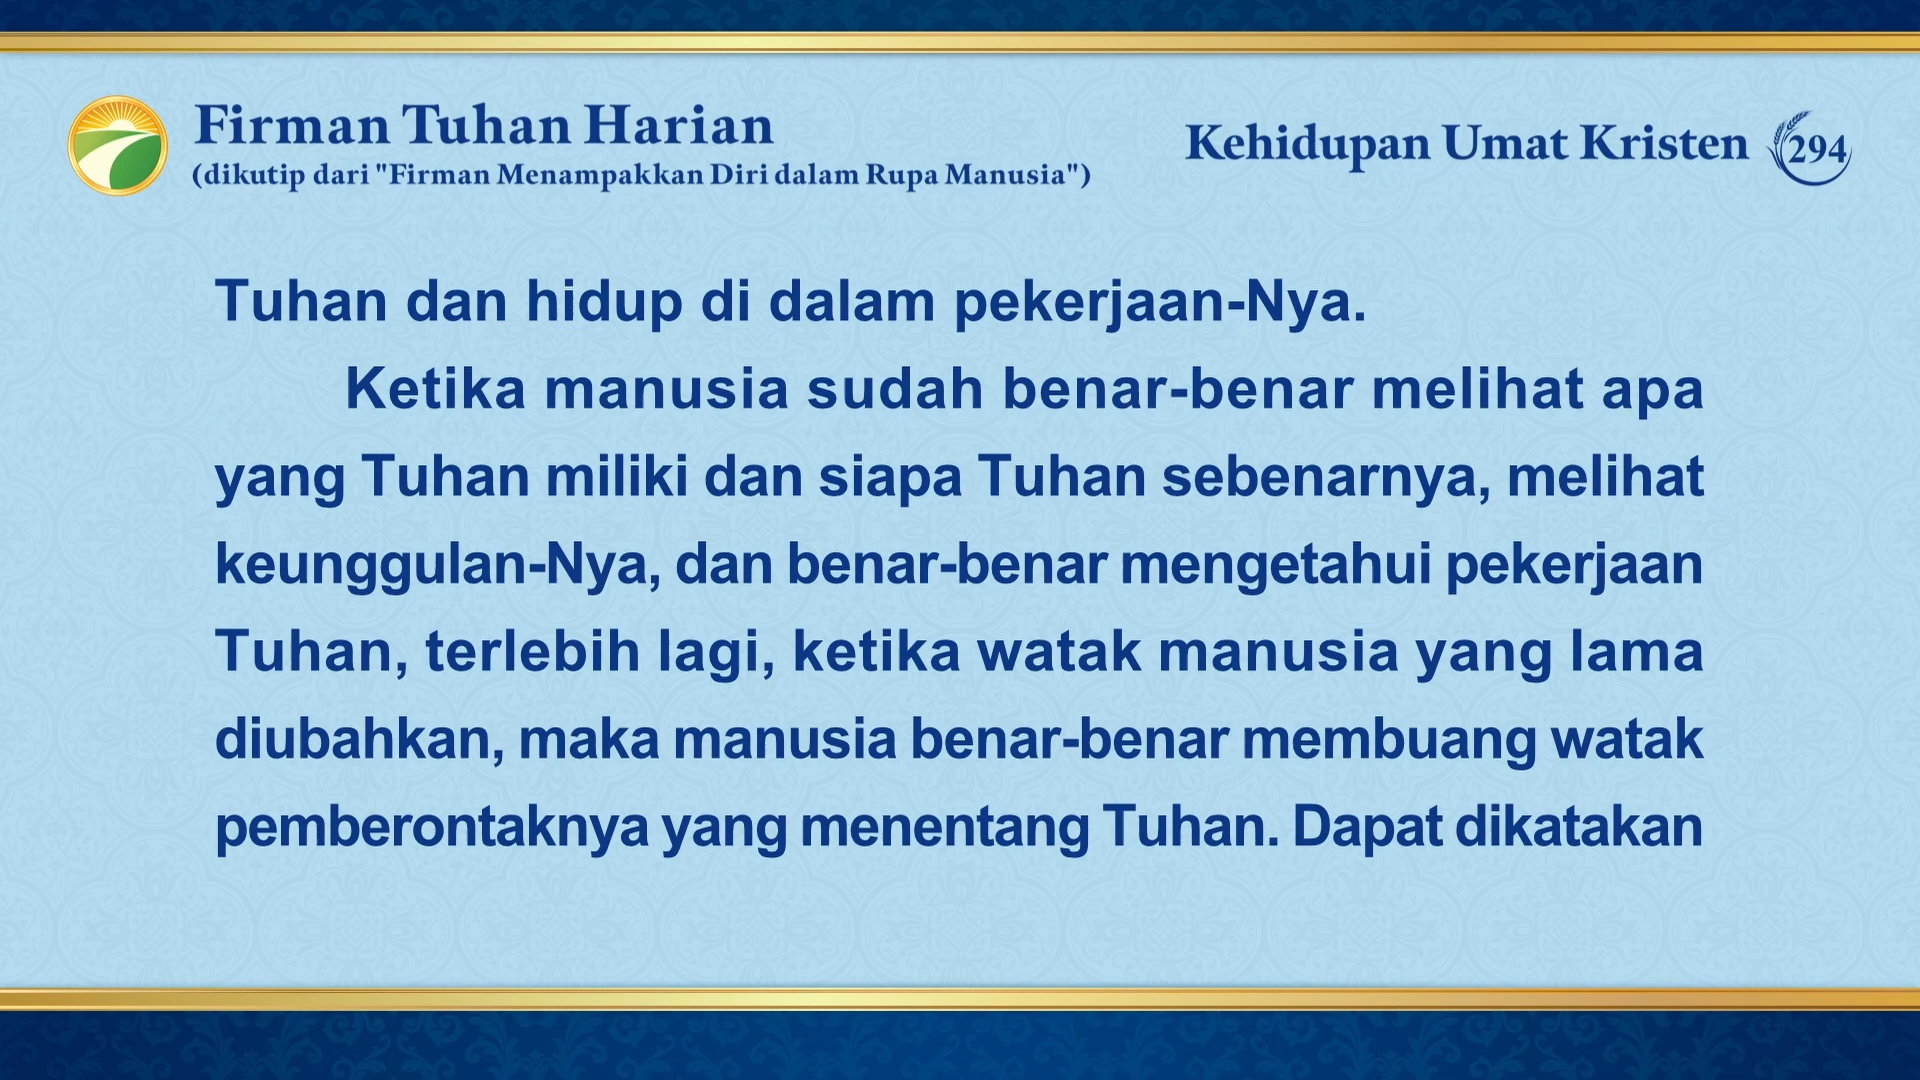 Firman Tuhan Harian
(dikutip dari "Firman Menampakkan Diri dalam Rupa Manusia")
Kehidupan Umat Kristen 294
Tuhan dan hidup di dalam pekerjaan-Nya.
Ketika manusia sudah benar-benar melihat apa
yang Tuhan miliki dan siapa Tuhan sebenarnya, melihat
keunggulan-Nya, dan benar-benar mengetahui pekerjaan
Tuhan, terlebih lagi, ketika watak manusia yang lama
diubahkan, maka manusia benar-benar membuang watak
pemberontaknya yang menentang Tuhan. Dapat dikatakan